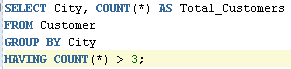 SELECT City, COUNT(*) AS Total_Customers
FROM Customer
GROUP BY City
HAVING COUNT(*) > 3;